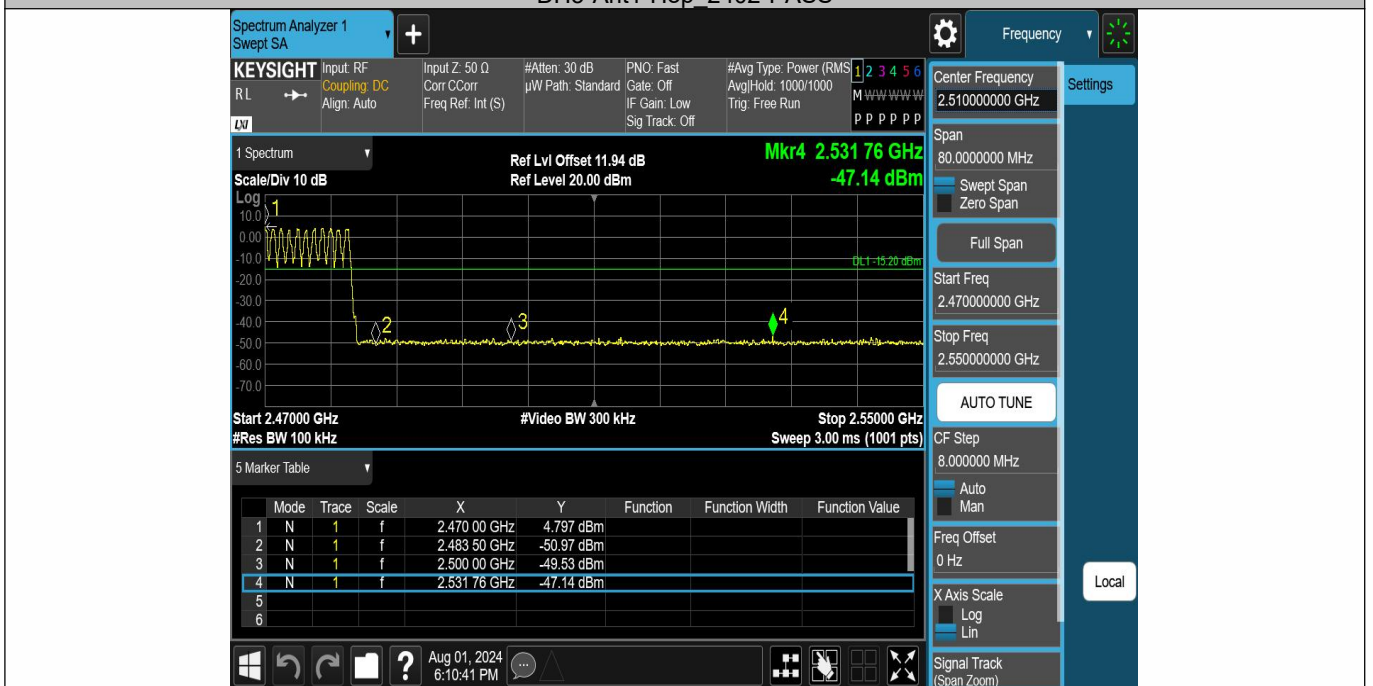 Spectrum Analyzer 1
Swept SA
Frequency
KEYSIGHT
RL
LXI
Input: RF
Coupling: DC
Align: Auto
Input Z: 50 Ω
Corr CCorr
Freq Ref: Int (S)
#Atten: 30 dB
µW Path: Standard
PNO: Fast
Gate: Off
IF Gain: Low
Sig Track: Off
#Avg Type: Power (RMS
Avg|Hold: 1000/1000
Trig: Free Run
1 2 3 4 5 6
M W W W W W
P P P P P P
1 Spectrum
Scale/Div 10 dB
Ref Lvl Offset 11.94 dB
Ref Level 20.00 dBm
Mkr4 2.531 76 GHz
-47.14 dBm
Log
10.0
0.00
-10.0
-20.0
-30.0
-40.0
-50.0
-60.0
-70.0
1
2
3
4
DL1 -15.20 dBm
Start 2.47000 GHz
#Video BW 300 kHz
Stop 2.55000 GHz
#Res BW 100 kHz
Sweep 3.00 ms (1001 pts)
5 Marker Table
Mode Trace Scale X Y Function Function Width Function Value
1 N 1 f 2.470 00 GHz 4.797 dBm
2 N 1 f 2.483 50 GHz -50.97 dBm
3 N 1 f 2.500 00 GHz -49.53 dBm
4 N 1 f 2.531 76 GHz -47.14 dBm
5
6
Aug 01, 2024
6:10:41 PM
Center Frequency
2.510000000 GHz
Settings
Span
80.0000000 MHz
Swept Span
Zero Span
Full Span
Start Freq
2.470000000 GHz
Stop Freq
2.550000000 GHz
AUTO TUNE
CF Step
8.000000 MHz
Auto
Man
Freq Offset
0 Hz
X Axis Scale
Log
Lin
Local
Signal Track
(Span Zoom)